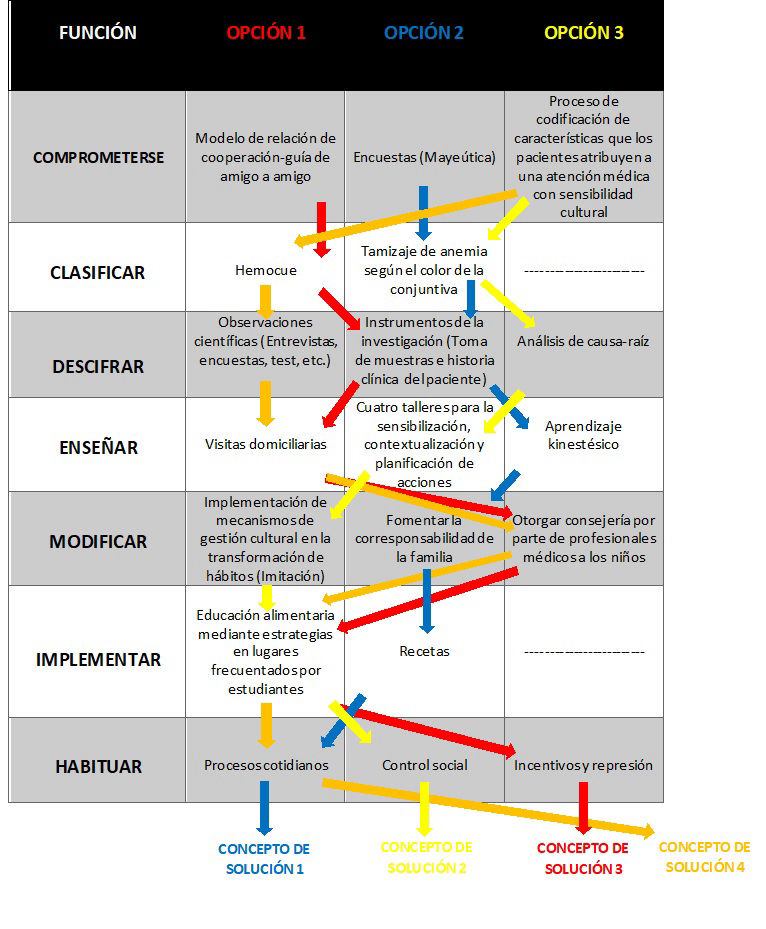 FUNCIÓN
OPCIÓN 1
OPCIÓN 2
OPCIÓN 3
COMPROMETERSE
Modelo de relación de
cooperación-guía de
amigo a amigo
Encuestas (Mayeútica)
Proceso de
codificación de
características que los
pacientes atribuyen a
una atención médica
con sensibilidad
cultural
CLASIFICAR
Hemocue
Tamizaje de anemia
según el color de la
conjuntiva
-------------------------
DESCIFRAR
Observaciones
científicas (Entrevistas,
encuestas, test, etc.)
Instrumentos de la
investigación (Toma
de muestras e historia
clínica del paciente)
Análisis de causa-raíz
ENSEÑAR
Visitas domiciliarias
Cuatro talleres para la
sensibilización,
contextualización y
planificación de
acciones
Aprendizaje
kinestésico
MODIFICAR
Implementación de
mecanismos de
gestión cultural en la
transformación de
hábitos (Imitación)
Fomentar la
corresponsabilidad de
la familia
Otorgar consejería por
parte de profesionales
médicos a los niños
IMPLEMENTAR
Educación alimentaria
mediante estrategias
en lugares
frecuentados por
estudiantes
Recetas
-------------------------
HABITUAR
Procesos cotidianos
Control social
Incentivos y represión
CONCEPTO DE
SOLUCIÓN 1
CONCEPTO DE
SOLUCIÓN 2
CONCEPTO DE
SOLUCIÓN 3
CONCEPTO DE
SOLUCIÓN 4